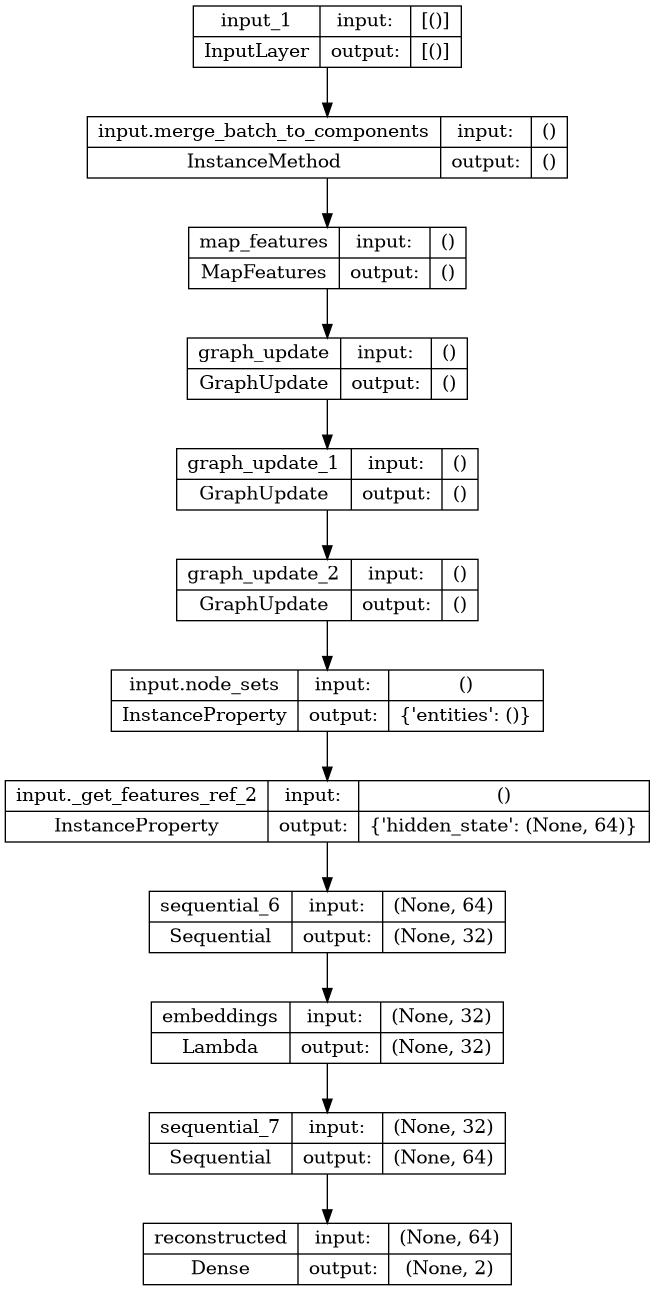 input_1 input: [()]
InputLayer output: [()]
input.merge_batch_to_components input: ()
InstanceMethod output: ()
map_features input: ()
MapFeatures output: ()
graph_update input: ()
GraphUpdate output: ()
graph_update_1 input: ()
GraphUpdate output: ()
graph_update_2 input: ()
GraphUpdate output: ()
input.node_sets input: ()
InstanceProperty output: {'entities': ()}
input._get_features_ref_2 input: ()
InstanceProperty output: {'hidden_state': (None, 64)}
sequential_6 input: (None, 64)
Sequential output: (None, 32)
embeddings input: (None, 32)
Lambda output: (None, 32)
sequential_7 input: (None, 32)
Sequential output: (None, 64)
reconstructed input: (None, 64)
Dense output: (None, 2)